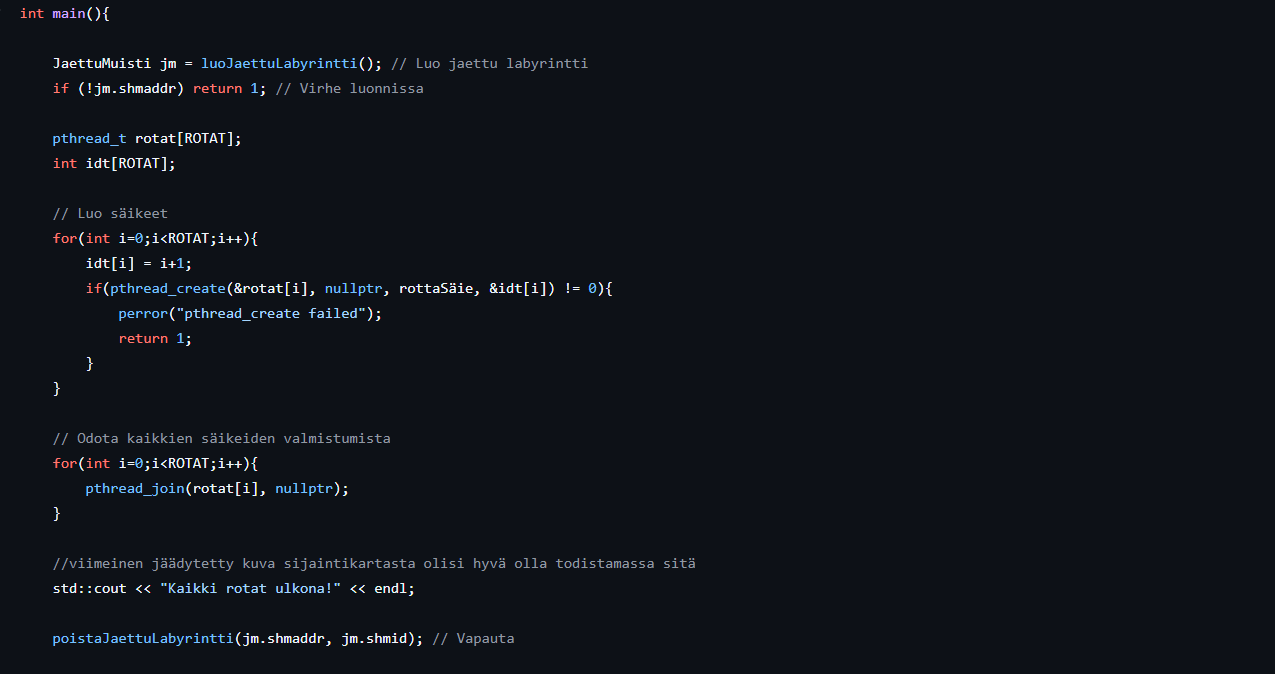 int main(){
JaettuMuisti jm = luoJaettuLabyrintti(); // Luo jaettu labyrintti
if (!jm.shmaddr) return 1; // Virhe luonnissa
pthread_t rotat[ROTAT];
int idt[ROTAT];
// Luo säikeet
for(int i=0;i<ROTAT;i++){
idt[i] = i+1;
if(pthread_create(&rotat[i], nullptr, rottaSäie, &idt[i]) != 0){
perror("pthread_create failed");
return 1;
}
}
// Odota kaikkien säikeiden valmistumista
for(int i=0;i<ROTAT;i++){
pthread_join(rotat[i], nullptr);
}
//viimeinen jäädytetty kuva sijaintikartasta olisi hyvä olla todistamassa sitä
std::cout << "Kaikki rotat ulkona!" << endl;
poistaJaettuLabyrintti(jm.shmaddr, jm.shmid); // Vapauta